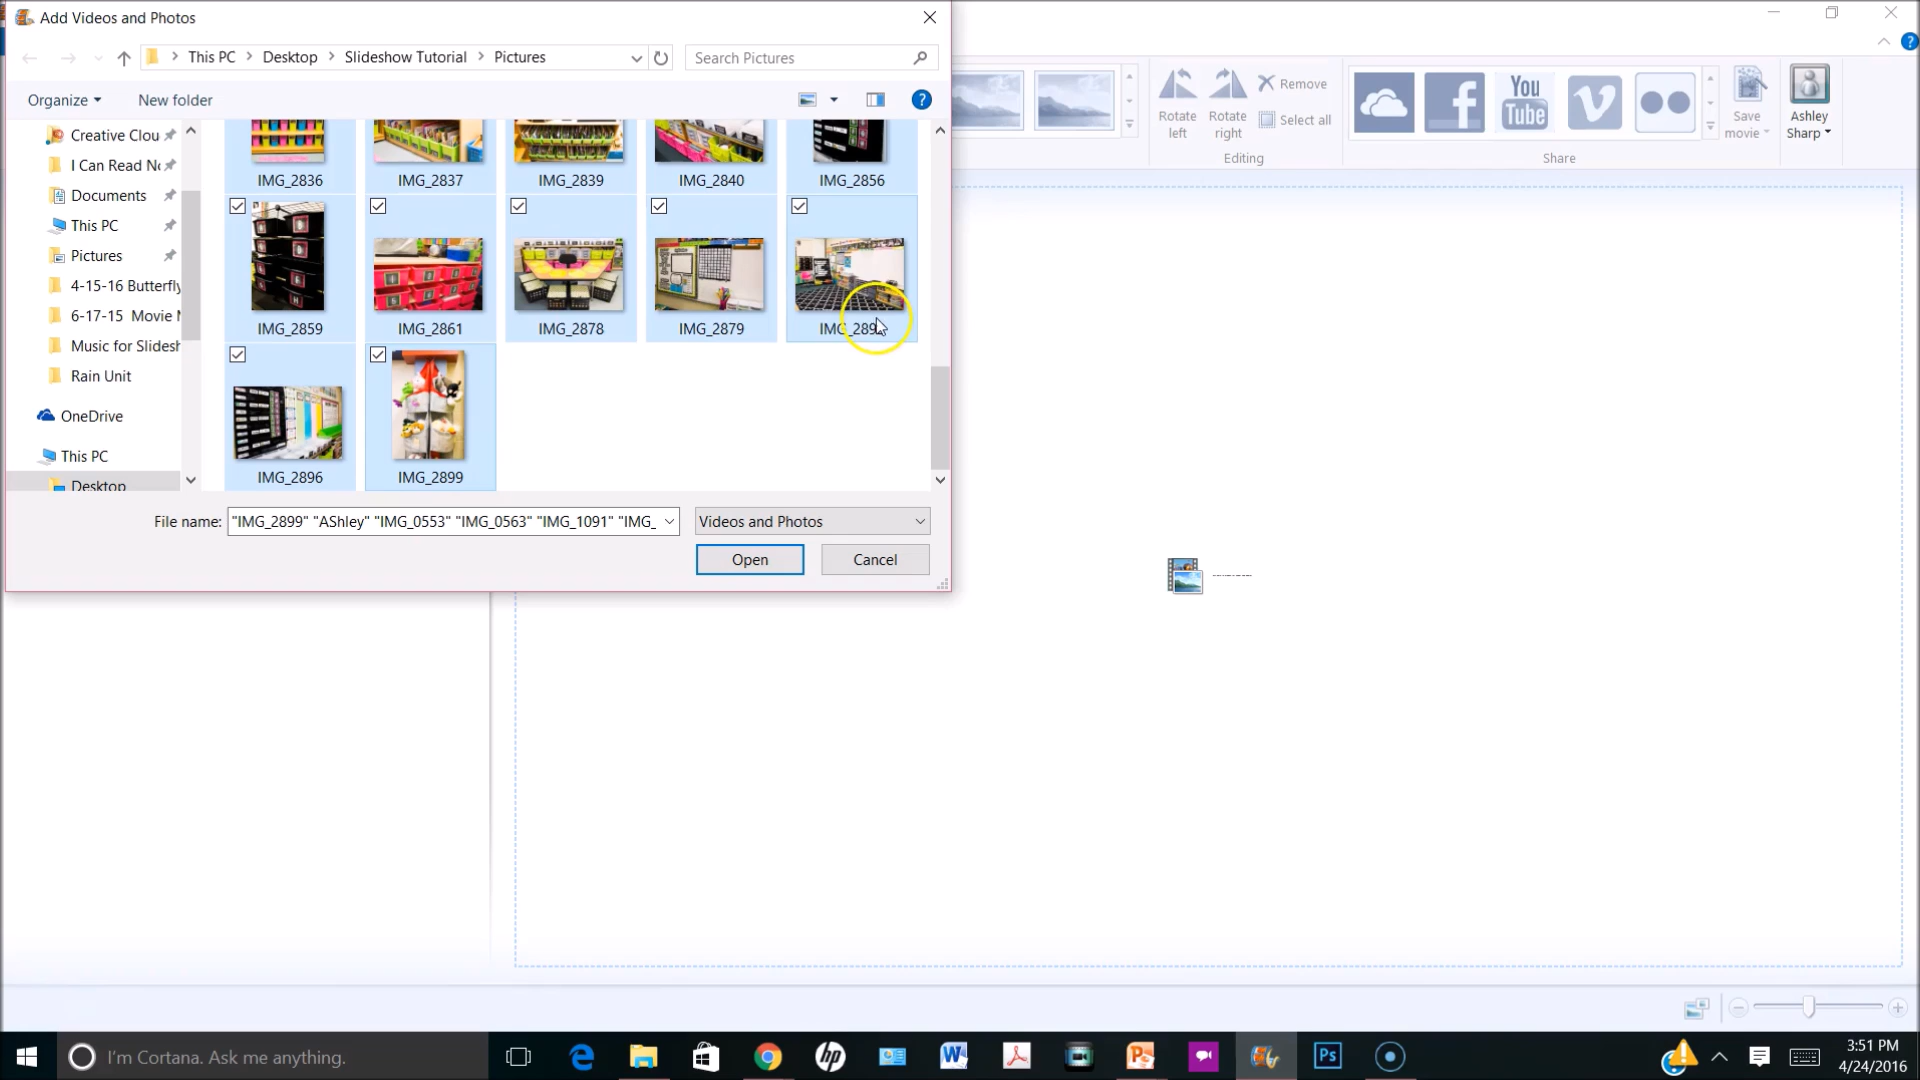 Add Videos and Photos
This PC > Desktop > Slideshow Tutorial > Pictures
Search Pictures
Organize
New folder
Creative Clou
I Can Read N
Documents
This PC
Pictures
4-15-16 Butterfly
6-17-15 Movie
Music for Slidesh
Rain Unit
OneDrive
This PC
Desktop
IMG_2836
IMG_2837
IMG_2839
IMG_2840
IMG_2856
IMG_2859
IMG_2861
IMG_2878
IMG_2879
IMG_289
IMG_2896
IMG_2899
File name:
"IMG_2899" "AShley" "IMG_0553" "IMG_0563" "IMG_1091" "IMG_
Videos and Photos
Open
Cancel
Rotate left
Rotate right
Remove
Select all
Editing
You Tube
Share
Save movie
Ashley Sharp
I'm Cortana. Ask me anything.
3:51 PM
4/24/2016